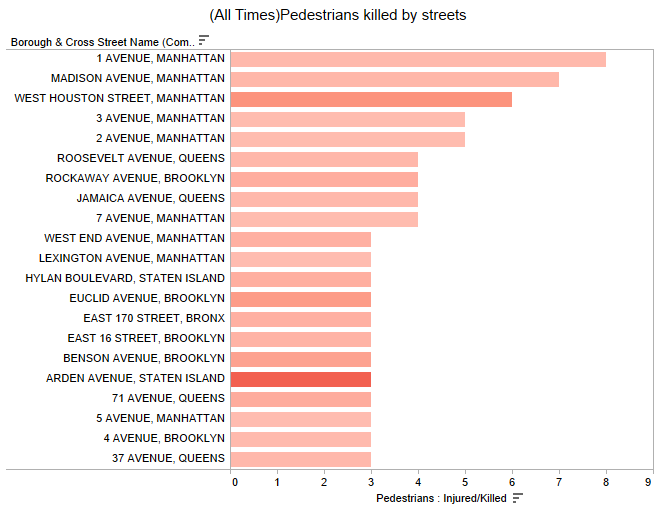 (All Times)Pedestrians killed by streets
Borough & Cross Street Name (Com..
1 AVENUE, MANHATTAN
MADISON AVENUE, MANHATTAN
WEST HOUSTON STREET, MANHATTAN
3 AVENUE, MANHATTAN
2 AVENUE, MANHATTAN
ROOSEVELT AVENUE, QUEENS
ROCKAWAY AVENUE, BROOKLYN
JAMAICA AVENUE, QUEENS
7 AVENUE, MANHATTAN
WEST END AVENUE, MANHATTAN
LEXINGTON AVENUE, MANHATTAN
HYLAN BOULEVARD, STATEN ISLAND
EUCLID AVENUE, BROOKLYN
EAST 170 STREET, BRONX
EAST 16 STREET, BROOKLYN
BENSON AVENUE, BROOKLYN
ARDEN AVENUE, STATEN ISLAND
71 AVENUE, QUEENS
5 AVENUE, MANHATTAN
4 AVENUE, BROOKLYN
37 AVENUE, QUEENS
0 1 2 3 4 5 6 7 8 9
Pedestrians : Injured/Killed